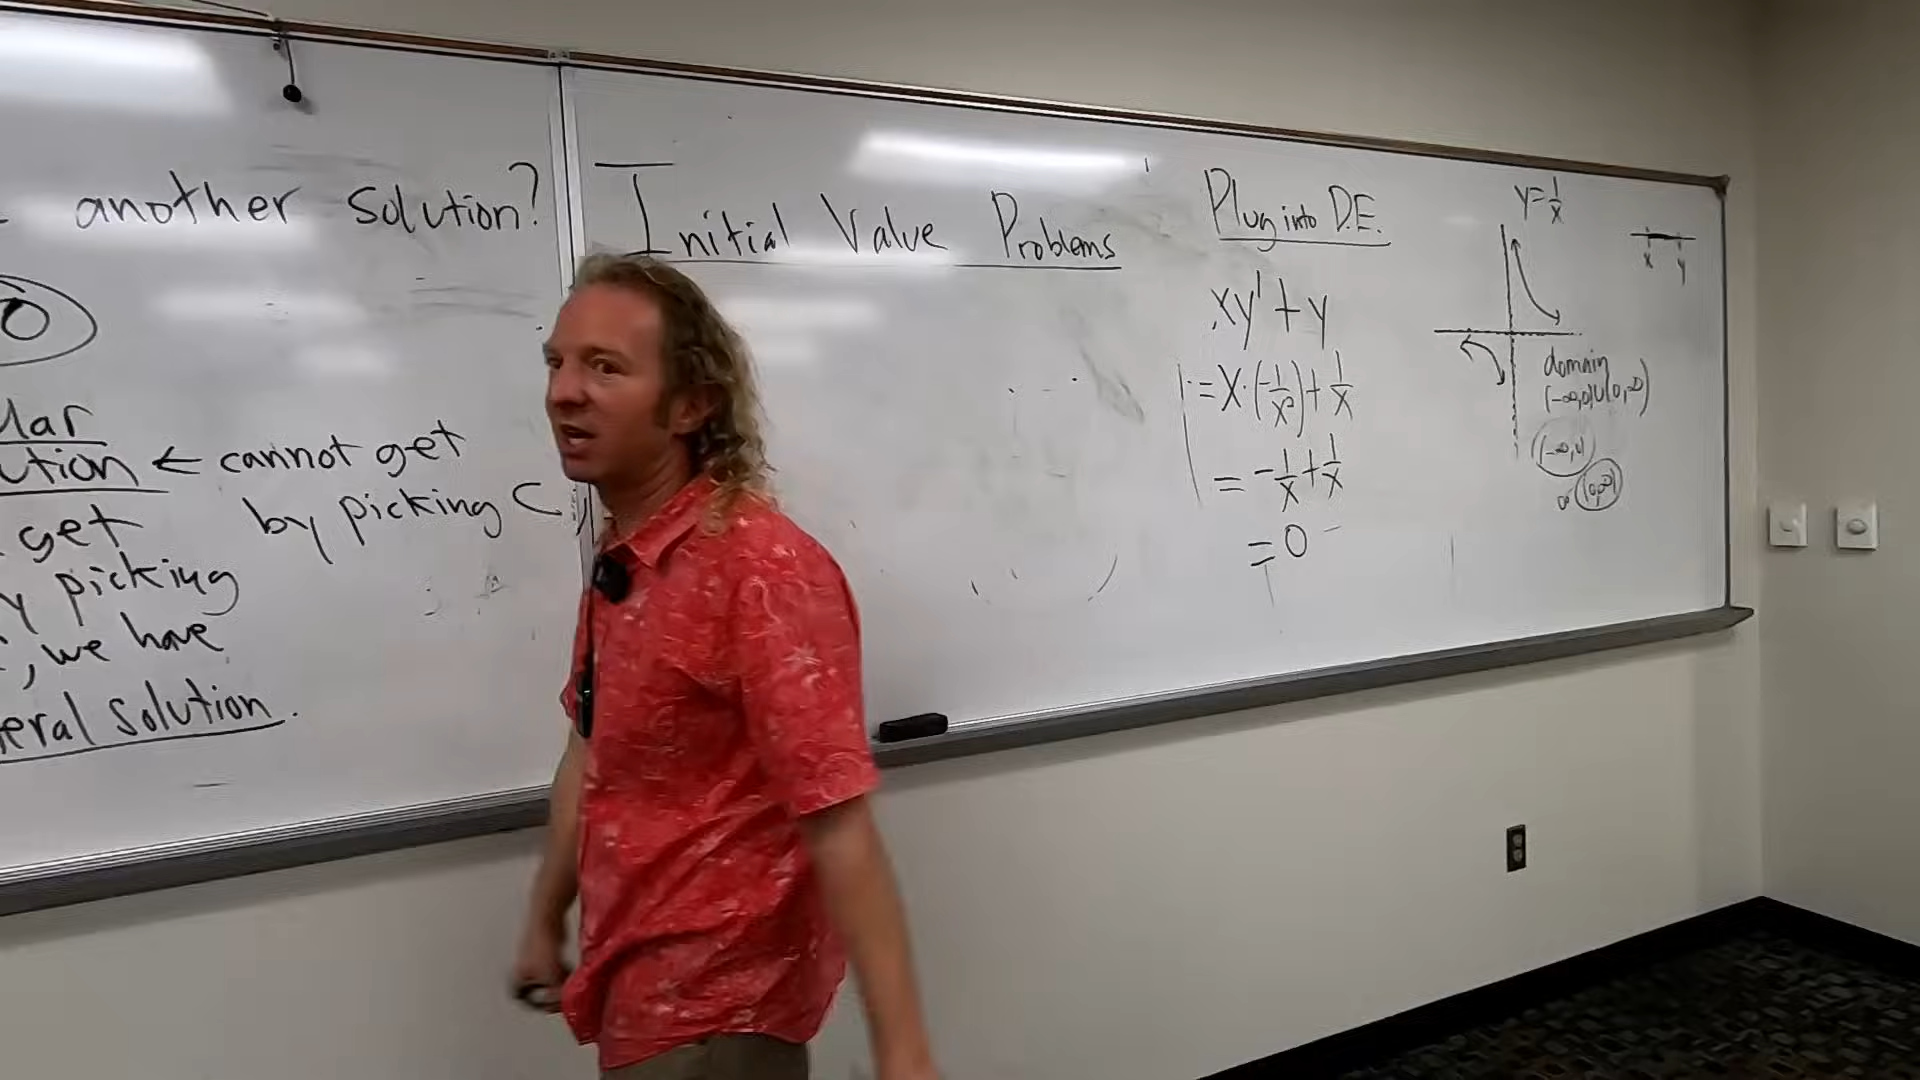 another solution?
0
ution ← cannot get
by picking C
get
y picking
, we have
eral solution.
Initial Value Problems
Plug into D.E.
xy' + y
= x·(-1/x²) + 1/x
= -1/x + 1/x
= 0
y = 1/x
x y
domain
(-∞,0)∪(0,∞)
(-∞,0)
or (0,∞)